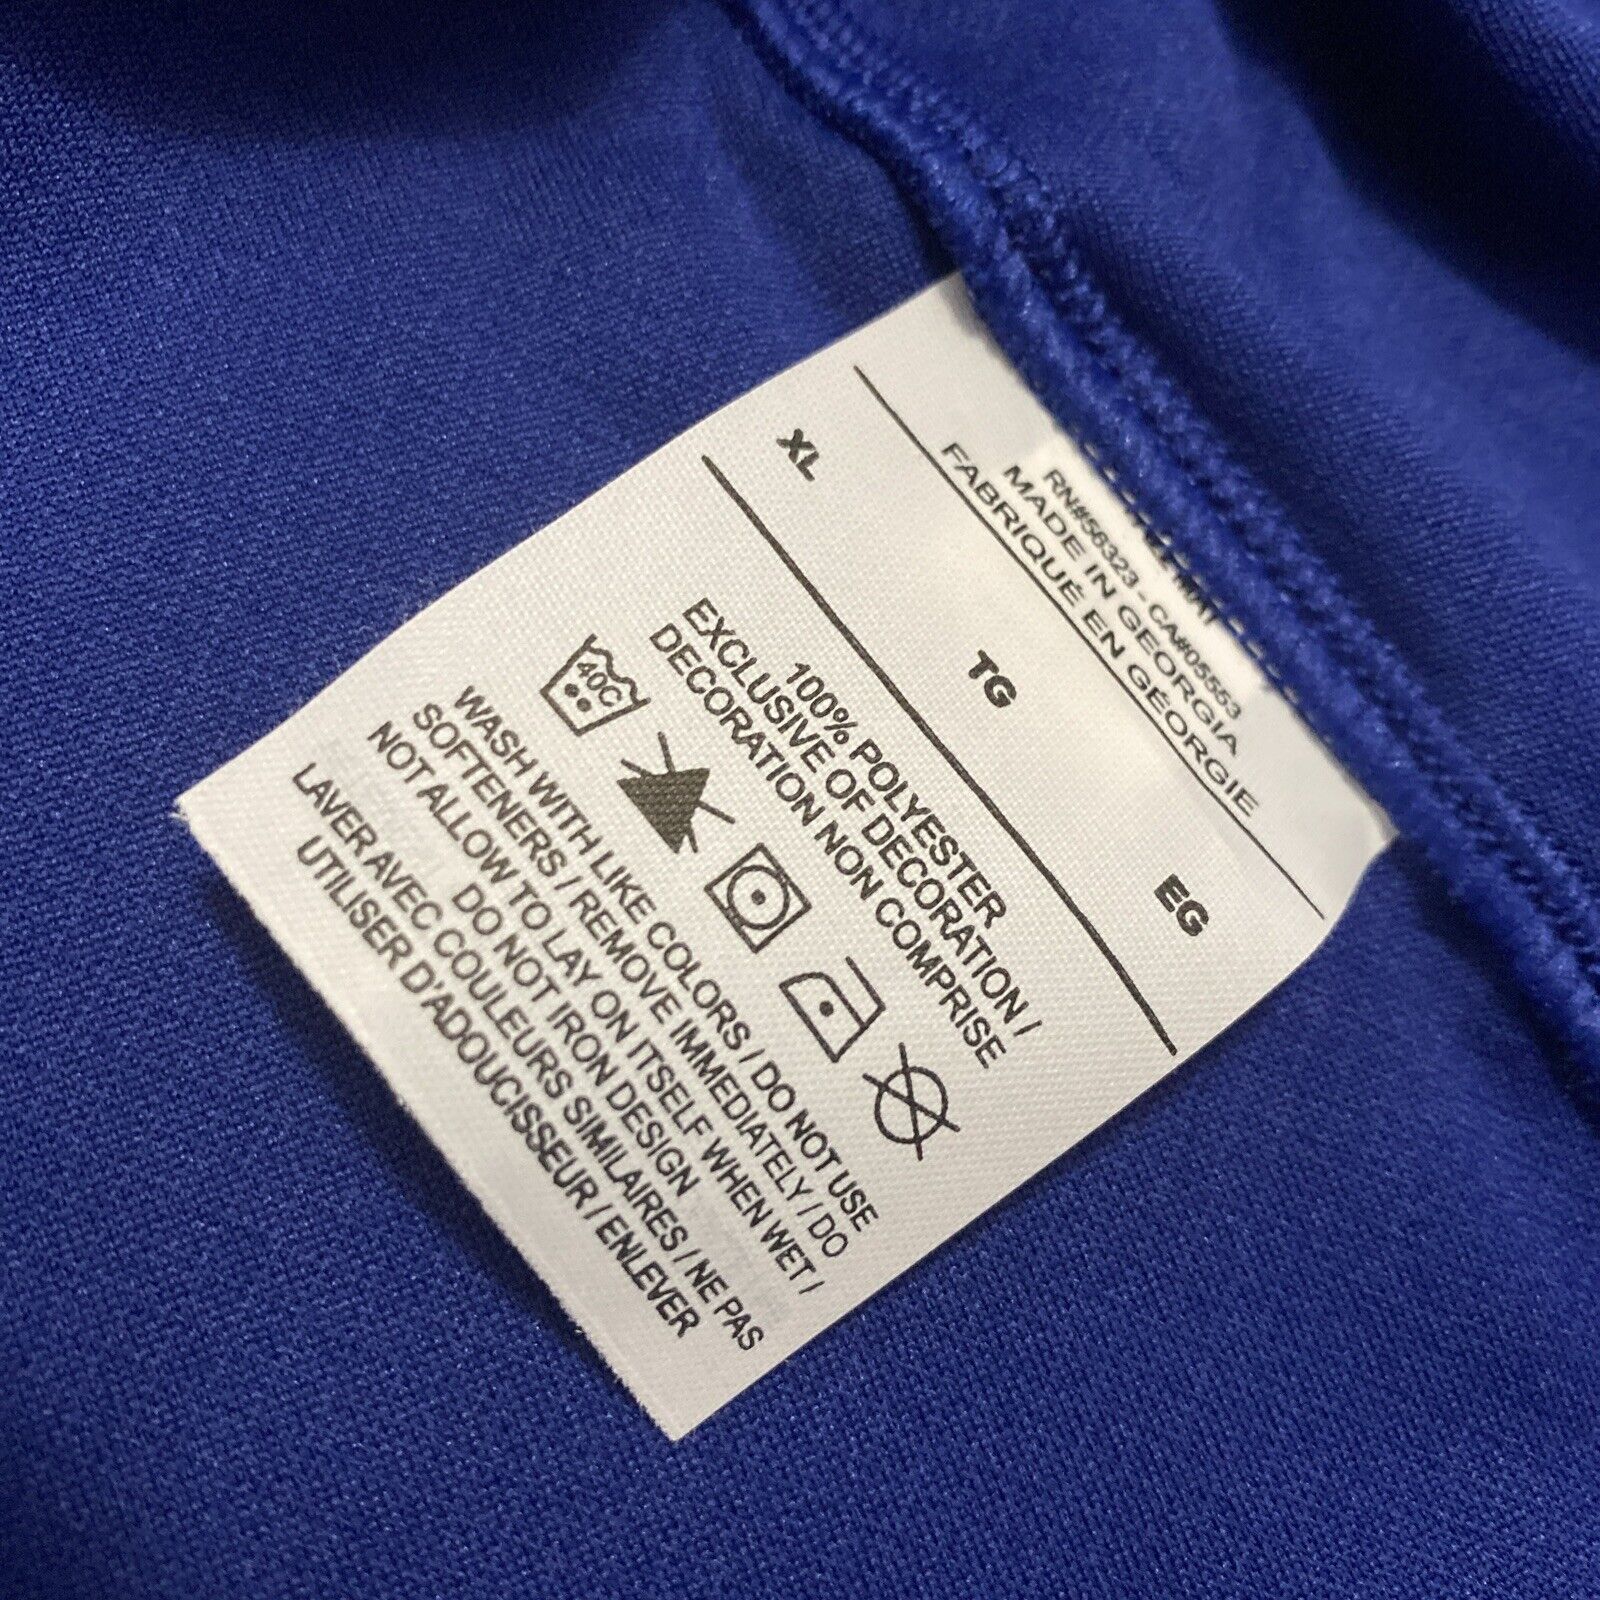 RN#56323 - CA#05553
MADE IN GEORGIA
FABRIQUÉ EN GÉORGIE
XL TG EG
100% POLYESTER
EXCLUSIVE OF DECORATION /
DECORATION NON COMPRISE
40C
WASH WITH LIKE COLORS / DO NOT USE
SOFTENERS / REMOVE IMMEDIATELY / DO
NOT ALLOW TO LAY ON ITSELF WHEN WET /
DO NOT IRON DESIGN
LAVER AVEC COULEURS SIMILAIRES / NE PAS
UTILISER D'ADOUCISSEUR / ENLEVER